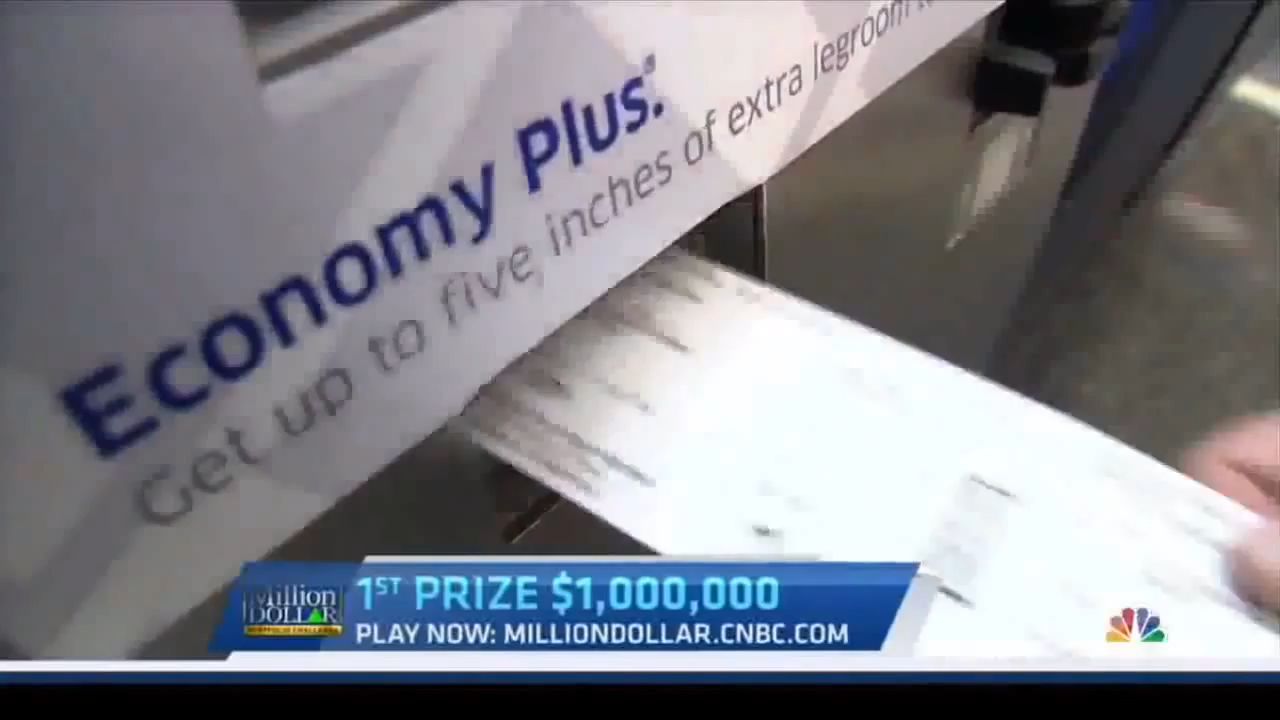 Economy Plus.®
Get up to five inches of extra legroom
Million
DOLLAR
1ST PRIZE $1,000,000
PLAY NOW: MILLIONDOLLAR.CNBC.COM